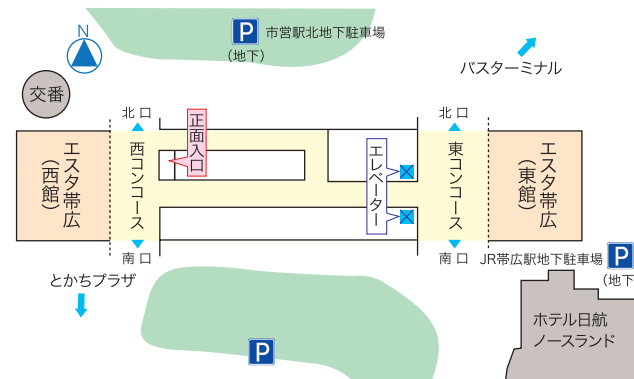 N
P
市営駅北地下駐車場
(地下)
バスターミナル
交番
北口
北口
正面入口
エスタ帯広
(西館)
西コンコース
エレベーター
東コンコース
エスタ帯広
(東館)
南口
南口
JR帯広駅地下駐車場
P
(地下
とかちプラザ
ホテル日航
ノースランド
P